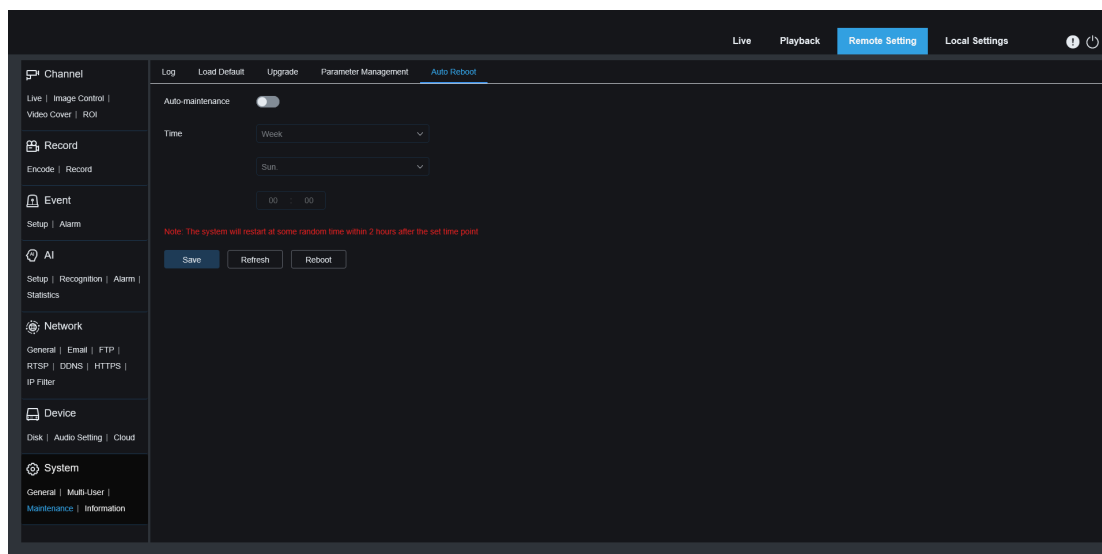 Live Playback Remote Setting Local Settings
Channel
Live | Image Control |
Video Cover | ROI
Record
Encode | Record
Event
Setup | Alarm
AI
Setup | Recognition | Alarm |
Statistics
Network
General | Email | FTP |
RTSP | DDNS | HTTPS |
IP Filter
Device
Disk | Audio Setting | Cloud
System
General | Multi-User |
Maintenance | Information
Log Load Default Upgrade Parameter Management Auto Reboot
Auto-maintenance
Time Week
Sun.
00 : 00
Note: The system will restart at some random time within 2 hours after the set time point
Save Refresh Reboot